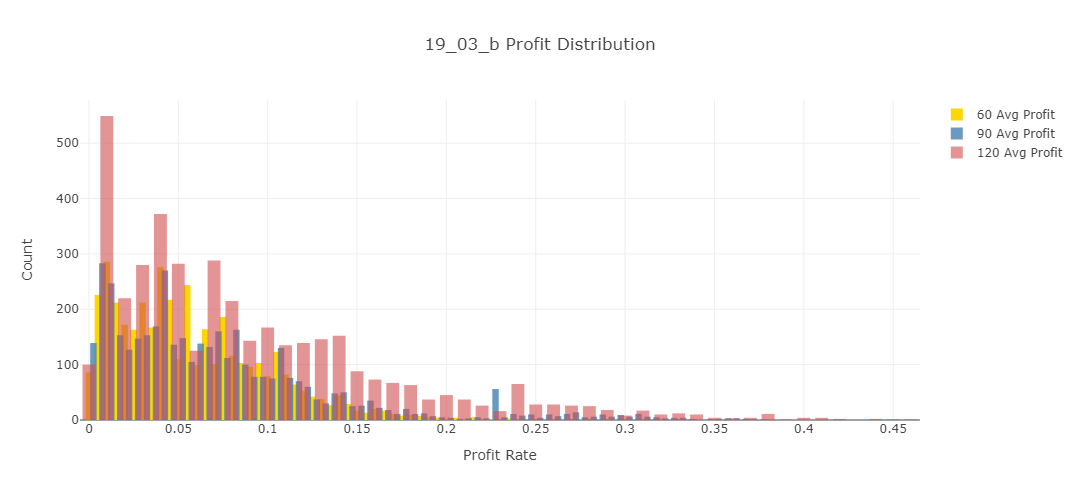 19_03_b Profit Distribution
60 Avg Profit
90 Avg Profit
120 Avg Profit
Count
500
400
300
200
100
0
0 0.05 0.1 0.15 0.2 0.25 0.3 0.35 0.4 0.45
Profit Rate